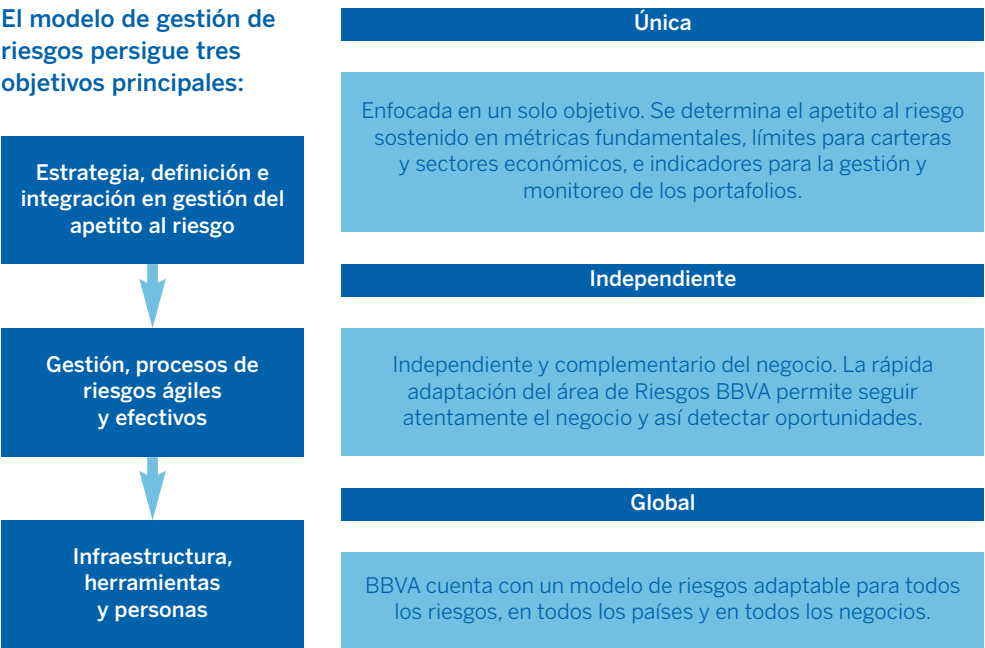 El modelo de gestión de
riesgos persigue tres
objetivos principales:
Estrategia, definición e
integración en gestión del
apetito al riesgo
Gestión, procesos de
riesgos ágiles
y efectivos
Infraestructura,
herramientas
y personas
Única
Enfocada en un solo objetivo. Se determina el apetito al riesgo
sostenido en métricas fundamentales, límites para carteras
y sectores económicos, e indicadores para la gestión y
monitoreo de los portafolios.
Independiente
Independiente y complementario del negocio. La rápida
adaptación del área de Riesgos BBVA permite seguir
atentamente el negocio y así detectar oportunidades.
Global
BBVA cuenta con un modelo de riesgos adaptable para todos
los riesgos, en todos los países y en todos los negocios.